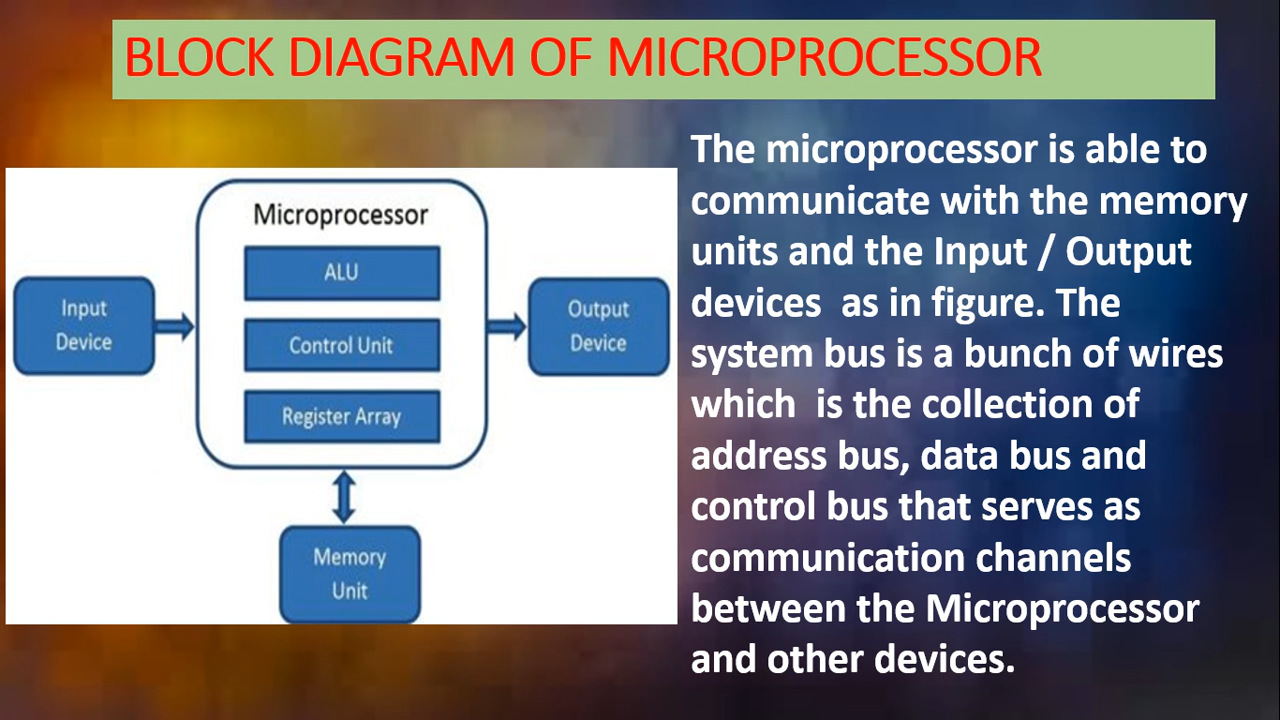 BLOCK DIAGRAM OF MICROPROCESSOR
Microprocessor
ALU
Control Unit
Register Array
Input
Device
Output
Device
Memory
Unit
The microprocessor is able to
communicate with the memory
units and the Input / Output
devices  as in figure. The
system bus is a bunch of wires
which  is the collection of
address bus, data bus and
control bus that serves as
communication channels
between the Microprocessor
and other devices.